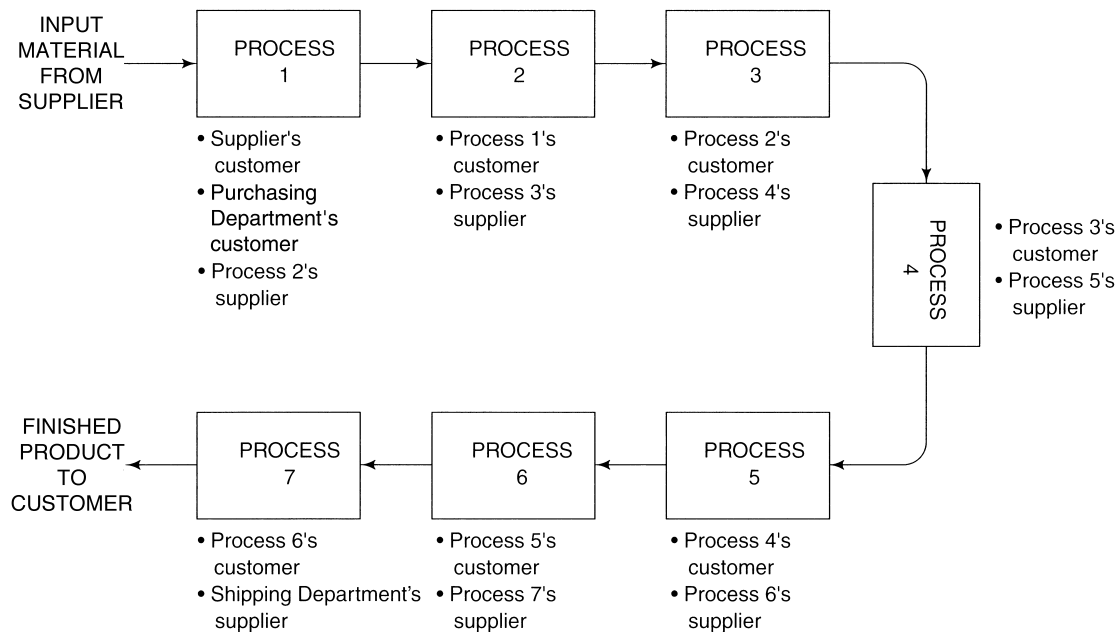 INPUT
MATERIAL
FROM
SUPPLIER
PROCESS
1
• Supplier's
customer
• Purchasing
Department's
customer
• Process 2's
supplier
PROCESS
2
• Process 1's
customer
• Process 3's
supplier
PROCESS
3
• Process 2's
customer
• Process 4's
supplier
PROCESS
4
• Process 3's
customer
• Process 5's
supplier
PROCESS
5
• Process 4's
customer
• Process 6's
supplier
PROCESS
6
• Process 5's
customer
• Process 7's
supplier
PROCESS
7
• Process 6's
customer
• Shipping Department’s
supplier
FINISHED
PRODUCT
TO
CUSTOMER